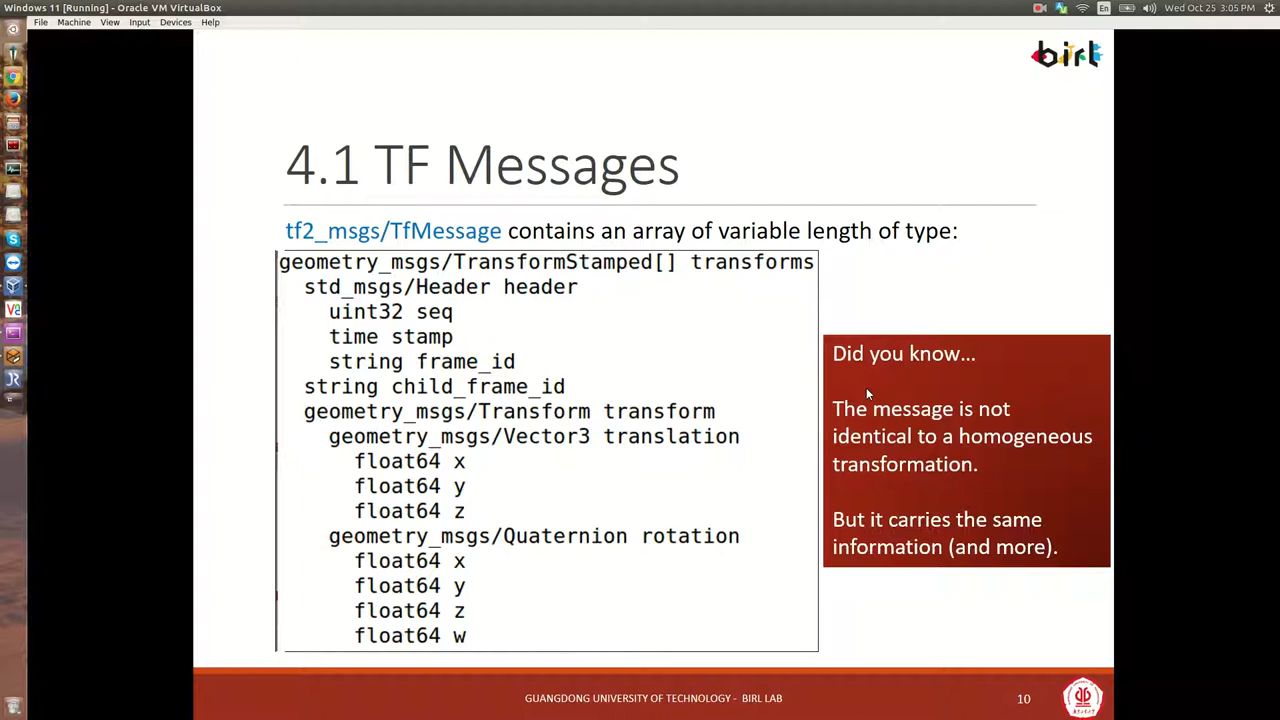 Windows 11 [Running] - Oracle VM VirtualBox
En
Wed Oct 25 3:05 PM
File Machine View Input Devices Help
birl
4.1 TF Messages
tf2_msgs/TfMessage contains an array of variable length of type:
geometry_msgs/TransformStamped[] transforms
std_msgs/Header header
uint32 seq
time stamp
string frame_id
string child_frame_id
geometry_msgs/Transform transform
geometry_msgs/Vector3 translation
float64 x
float64 y
float64 z
geometry_msgs/Quaternion rotation
float64 x
float64 y
float64 z
float64 w
Did you know...
The message is not
identical to a homogeneous
transformation.
But it carries the same
information (and more).
GUANGDONG UNIVERSITY OF TECHNOLOGY - BIRL LAB
10